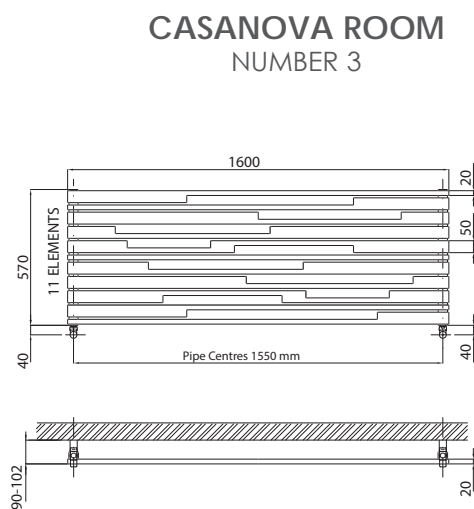 CASANOVA ROOM
NUMBER 3
1600
20
50
11 ELEMENTS
570
40
Pipe Centres 1550 mm
40
90-102
20